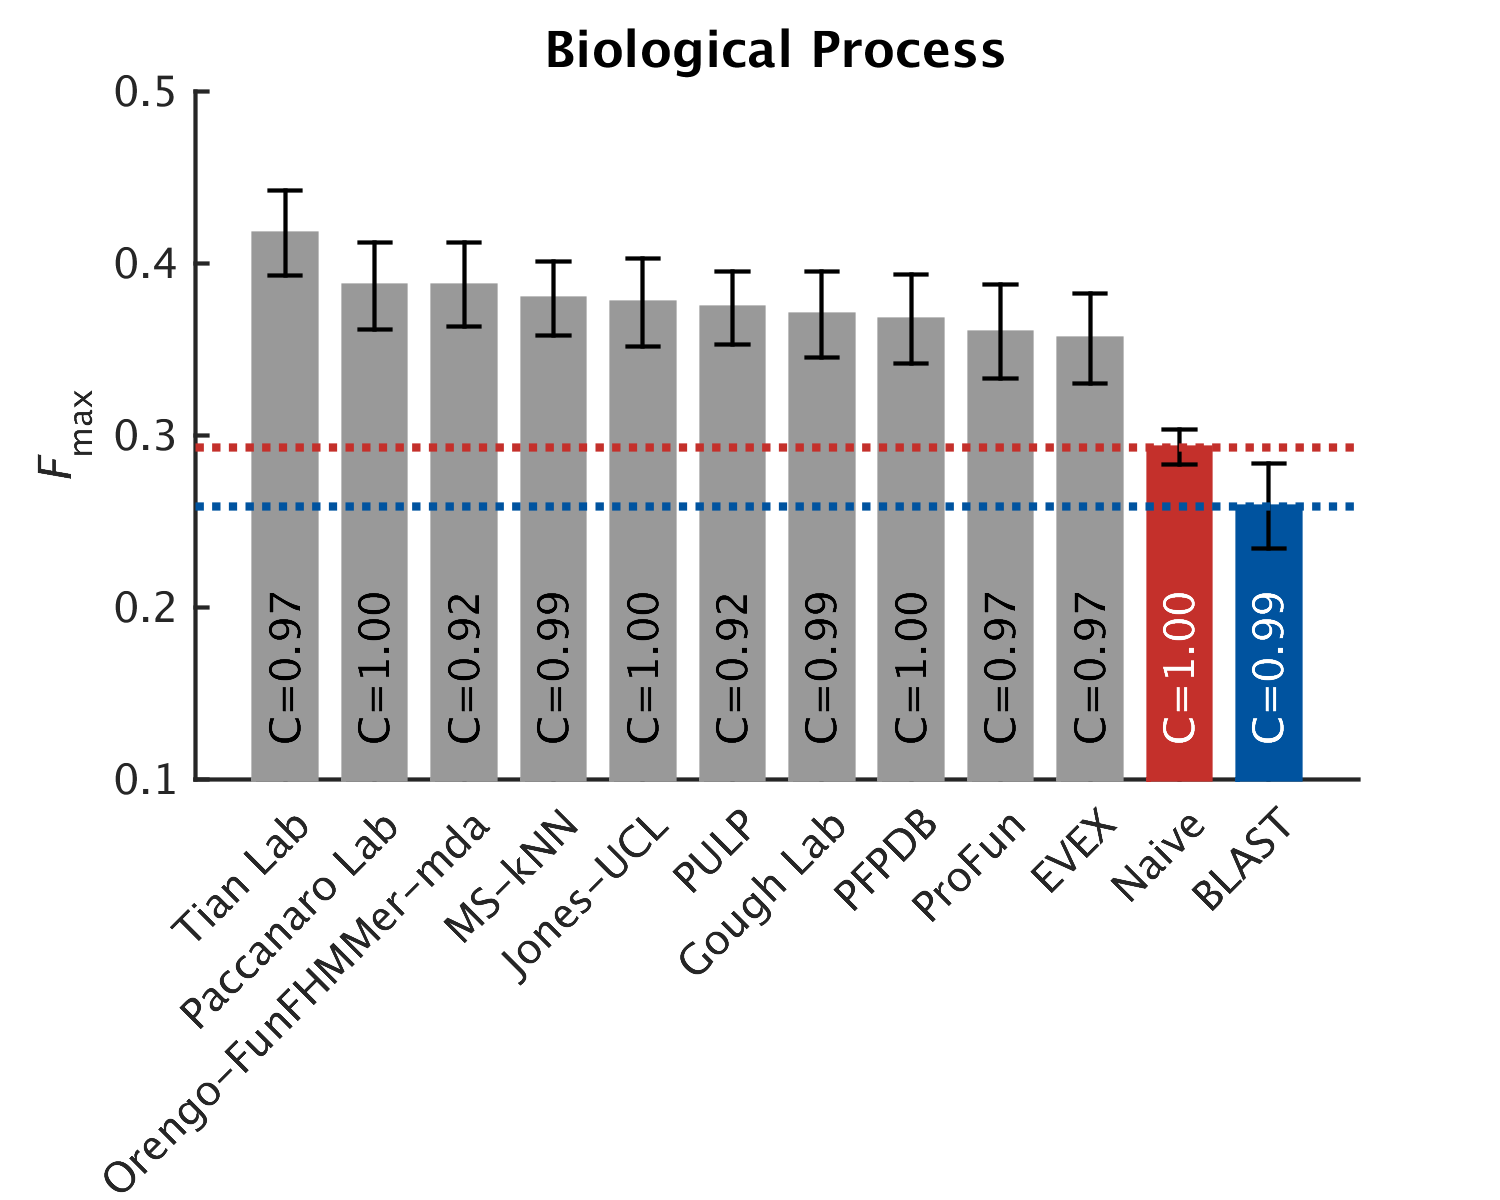 Biological Process
0.5
0.4
0.3
0.2
0.1
Fmax
C=0.97
C=1.00
C=0.92
C=0.99
C=1.00
C=0.92
C=0.99
C=1.00
C=0.97
C=0.97
C=1.00
C=0.99
Tian Lab
Paccanaro Lab
Orengo-FunFHMMer-mda
MS-kNN
Jones-UCL
PULP
Gough Lab
PFPDB
ProFun
EVEX
Naive
BLAST